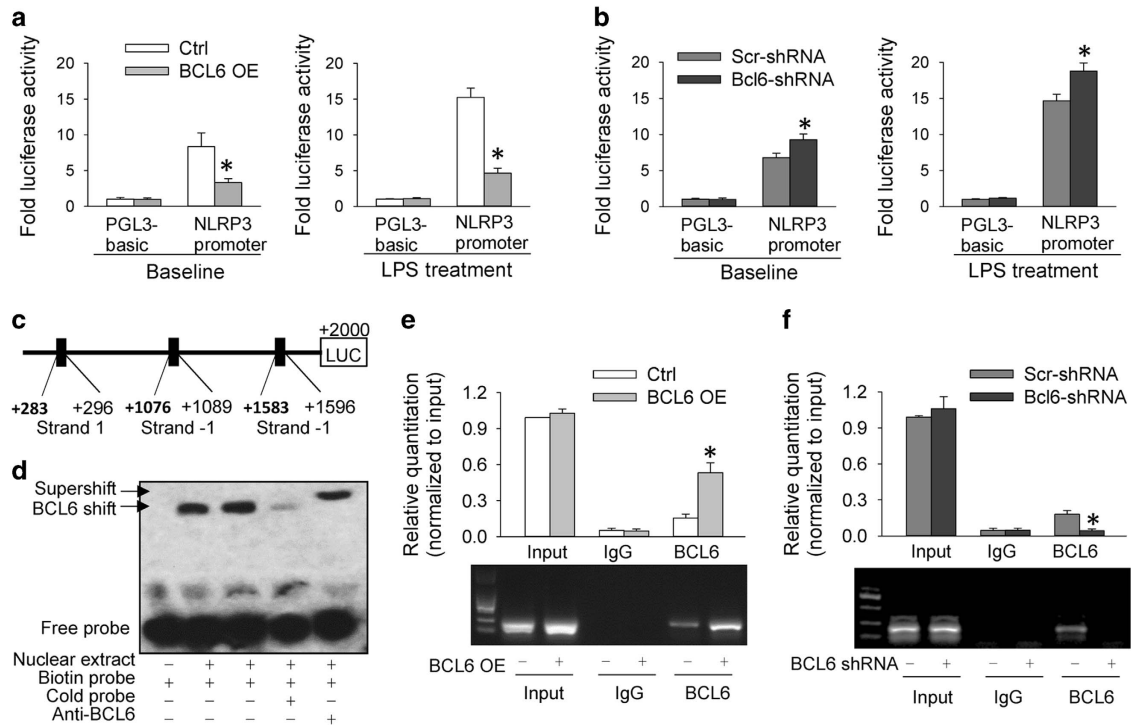 a
Fold luciferase activity
20
15
10
5
0
Ctrl
BCL6 OE
*
PGL3-
basic
NLRP3
promoter
Baseline
Fold luciferase activity
20
15
10
5
0
*
PGL3-
basic
NLRP3
promoter
LPS treatment
b
Fold luciferase activity
20
15
10
5
0
Scr-shRNA
Bcl6-shRNA
*
PGL3-
basic
NLRP3
promoter
Baseline
Fold luciferase activity
20
15
10
5
0
*
PGL3-
basic
NLRP3
promoter
LPS treatment
c
+2000
LUC
+283 +296 +1076 +1089 +1583 +1596
Strand 1 Strand -1 Strand -1
d
Supershift
BCL6 shift
Free probe
Nuclear extract − + + + +
Biotin probe + + + + +
Cold probe − − − + −
Anti-BCL6 − − − − +
e
Relative quantitation
(normalized to input)
1.2
0.9
0.6
0.3
0.0
Ctrl
BCL6 OE
*
Input IgG BCL6
BCL6 OE − + − + − +
Input IgG BCL6
f
Relative quantitation
(normalized to input)
1.2
0.9
0.6
0.3
0.0
Scr-shRNA
Bcl6-shRNA
*
Input IgG BCL6
BCL6 shRNA − + − + − +
Input IgG BCL6